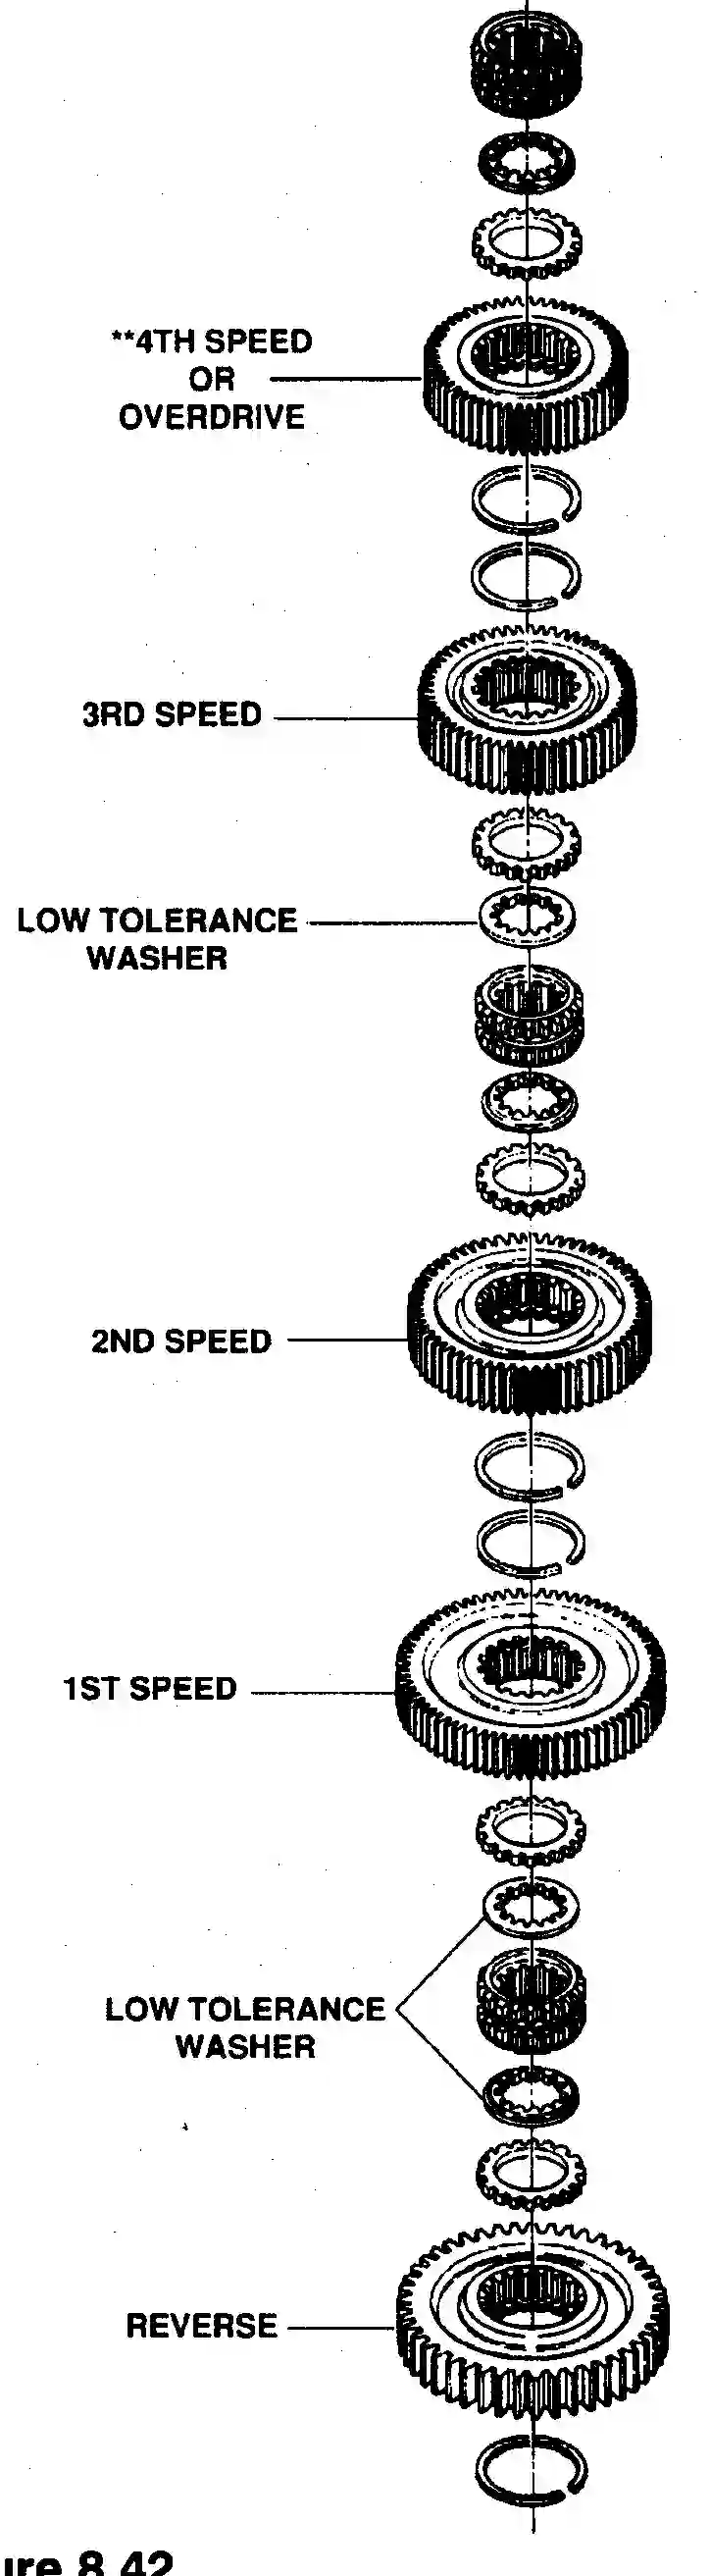 **4TH SPEED
OR
OVERDRIVE
3RD SPEED
LOW TOLERANCE
WASHER
2ND SPEED
1ST SPEED
LOW TOLERANCE
WASHER
REVERSE
ure 8.42